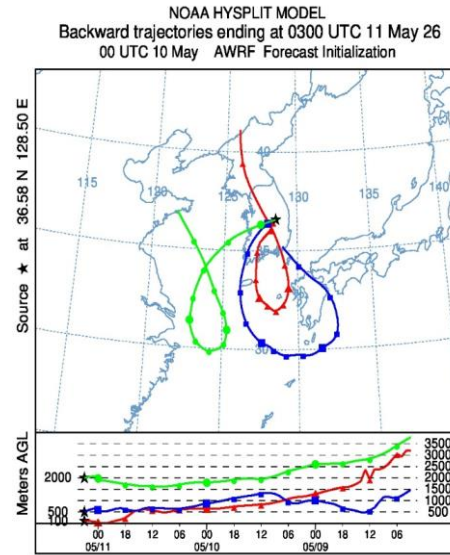 NOAA HYSPLIT MODEL
Backward trajectories ending at 0300 UTC 11 May 26
00 UTC 10 May AWRF Forecast Initialization
Source ★ at 36.58 N 128.50 E
115
120
130
135
140
40
35
30
Meters AGL
2000
500
100
3500
3000
2500
2000
1500
1000
500
00 18 12 06 00 18 12 06 00 18 12 06
05/11 05/10 05/09